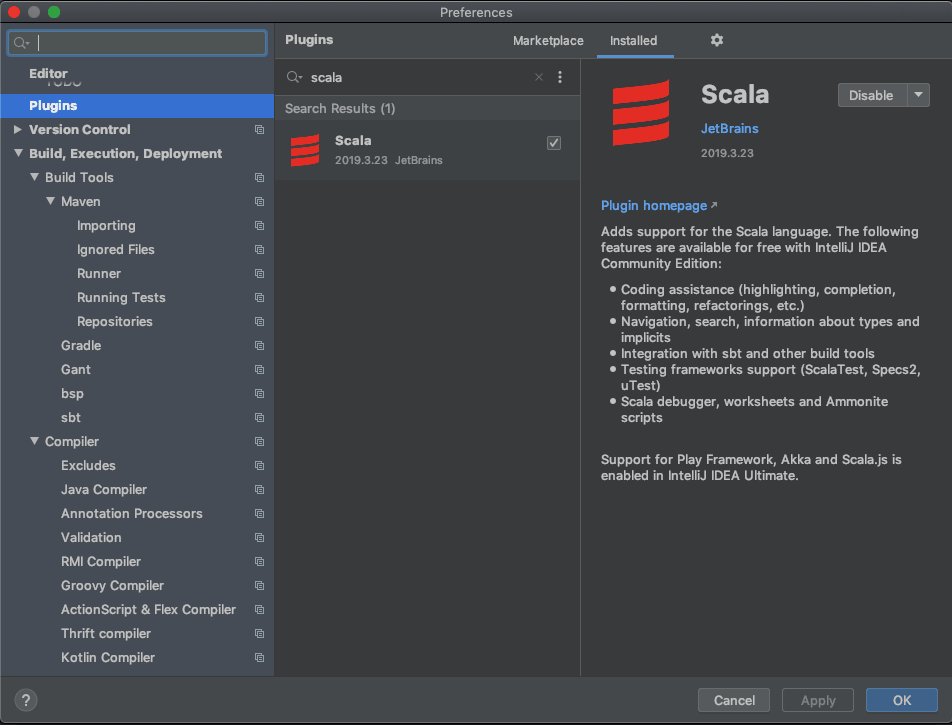 Preferences
Editor
Plugins
Version Control
Build, Execution, Deployment
Build Tools
Maven
Importing
Ignored Files
Runner
Running Tests
Repositories
Gradle
Gant
bsp
sbt
Compiler
Excludes
Java Compiler
Annotation Processors
Validation
RMI Compiler
Groovy Compiler
ActionScript & Flex Compiler
Thrift compiler
Kotlin Compiler
Plugins
Marketplace
Installed
scala
Search Results (1)
Scala
2019.3.23 JetBrains
Scala
Disable
JetBrains
2019.3.23
Plugin homepage
Adds support for the Scala language. The following
features are available for free with IntelliJ IDEA
Community Edition:
Coding assistance (highlighting, completion,
formatting, refactorings, etc.)
Navigation, search, information about types and
implicits
Integration with sbt and other build tools
Testing frameworks support (ScalaTest, Specs2,
uTest)
Scala debugger, worksheets and Ammonite
scripts
Support for Play Framework, Akka and Scala.js is
enabled in IntelliJ IDEA Ultimate.
?
Cancel
Apply
OK